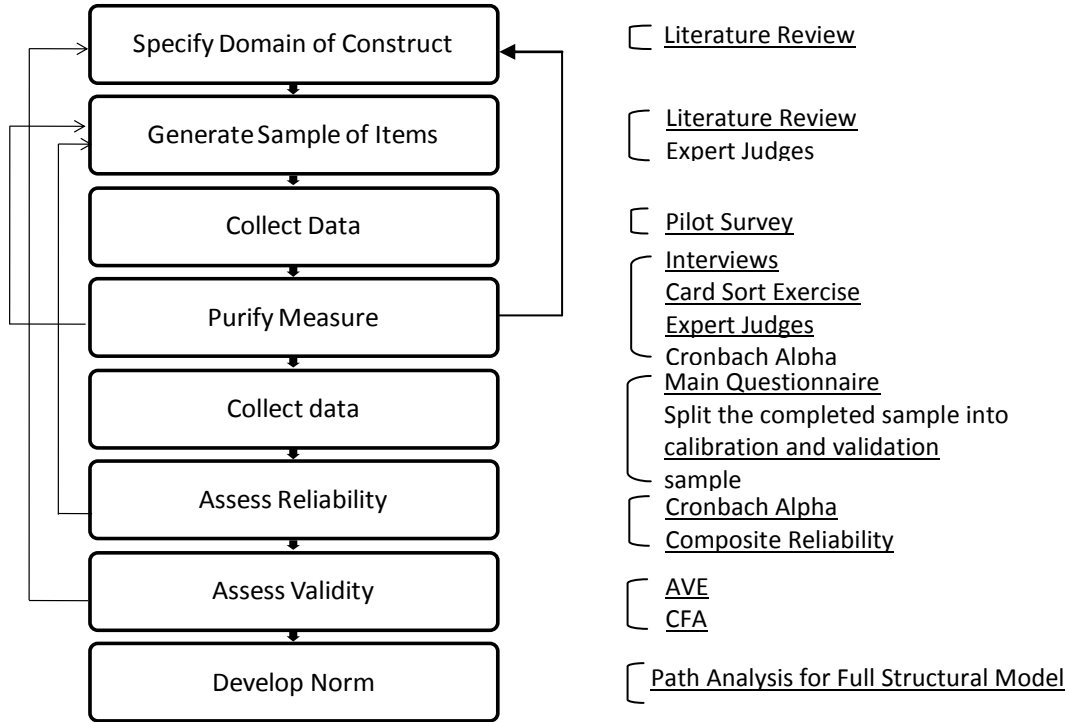 Specify Domain of Construct
Literature Review
Generate Sample of Items
Literature Review
Expert Judges
Collect Data
Pilot Survey
Purify Measure
Interviews
Card Sort Exercise
Expert Judges
Cronbach Alpha
Collect data
Main Questionnaire
Split the completed sample into
calibration and validation
sample
Assess Reliability
Cronbach Alpha
Composite Reliability
Assess Validity
AVE
CFA
Develop Norm
Path Analysis for Full Structural Model